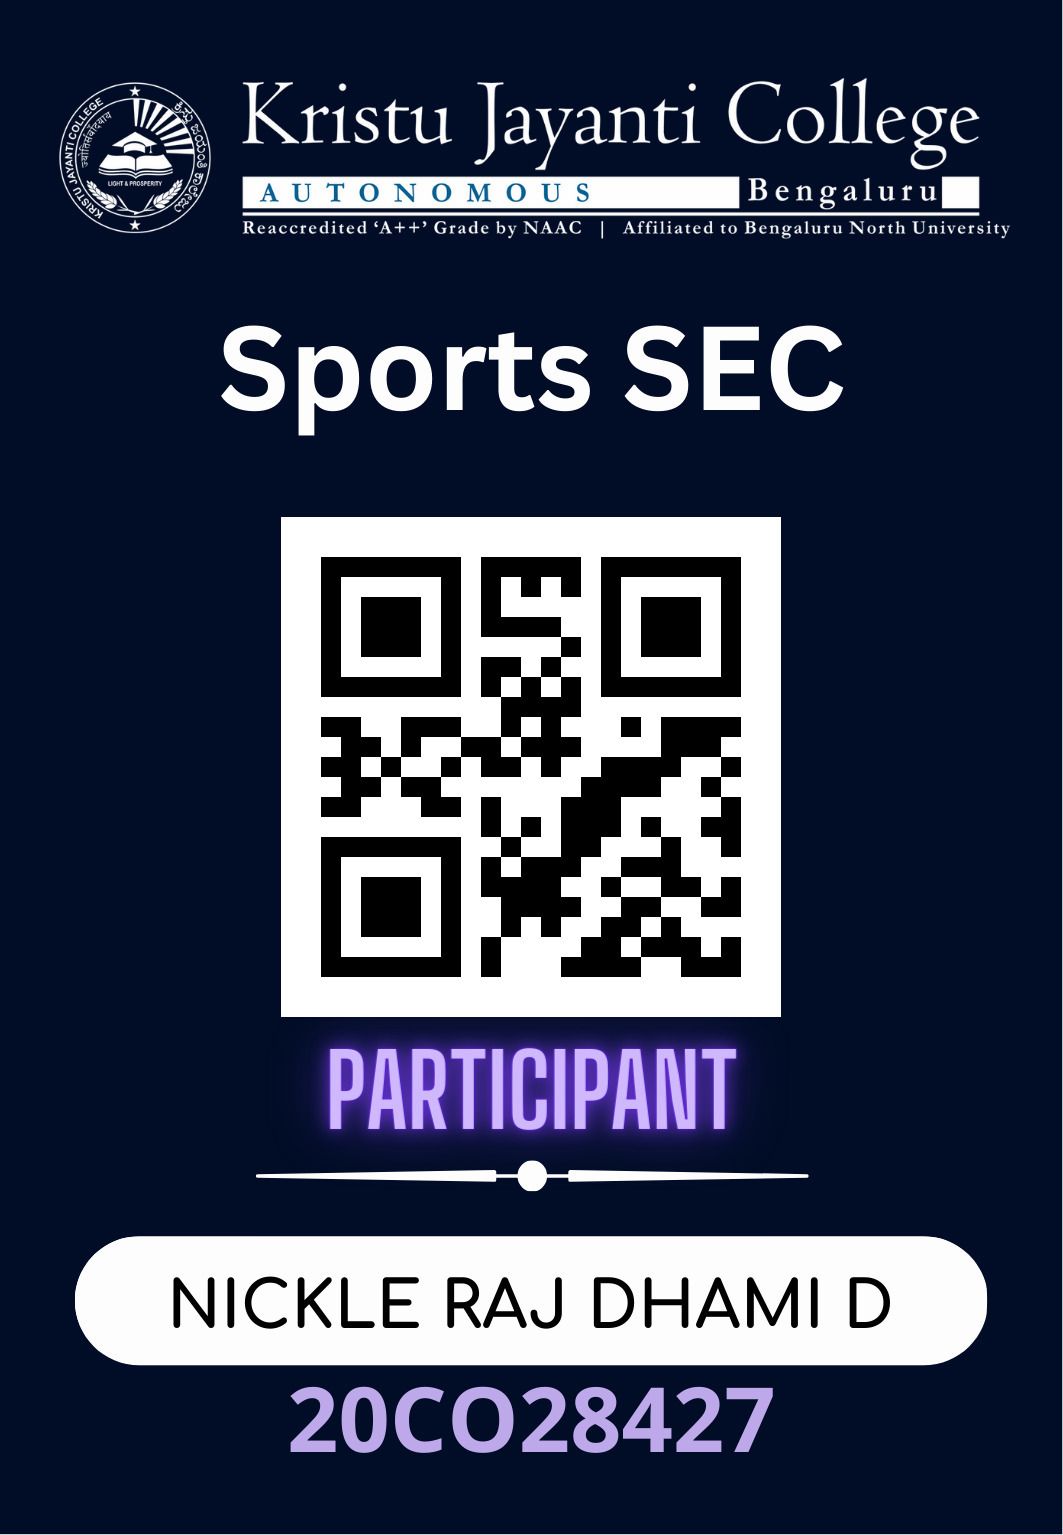 Kristu Jayanti College
AUTONOMOUS Bengaluru
Reaccredited ‘A++’ Grade by NAAC | Affiliated to Bengaluru North University
KRISTU JAYANTI COLLEGE
LIGHT & PROSPERITY
Sports SEC
PARTICIPANT
NICKLE RAJ DHAMI D
20CO28427